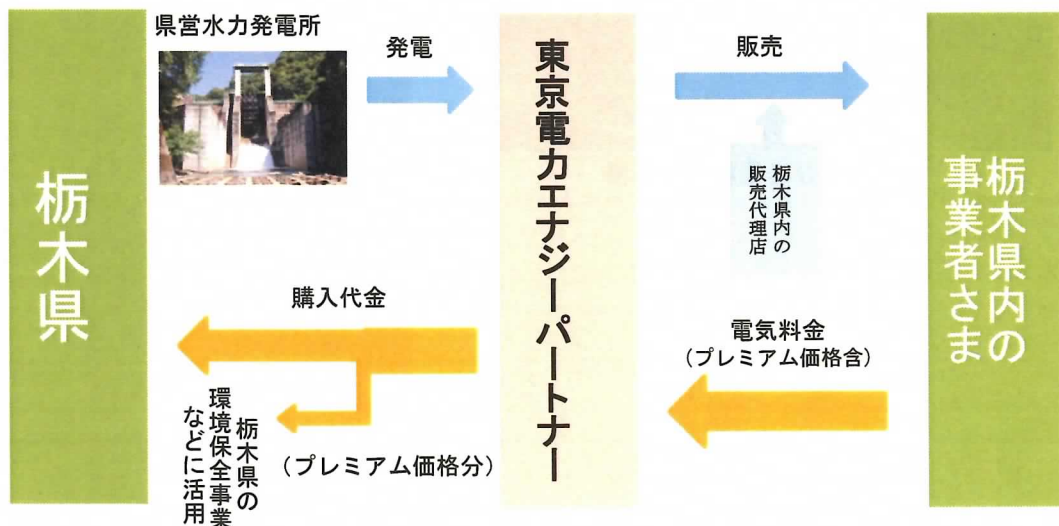 県営水力発電所
発電
販売
栃木県
東京電力エナジーパートナー
栃木県内の
販売代理店
栃木県内の
事業者さま
購入代金
電気料金
(プレミアム価格含)
栃木県の
環境保全事業
などに活用
(プレミアム価格分)